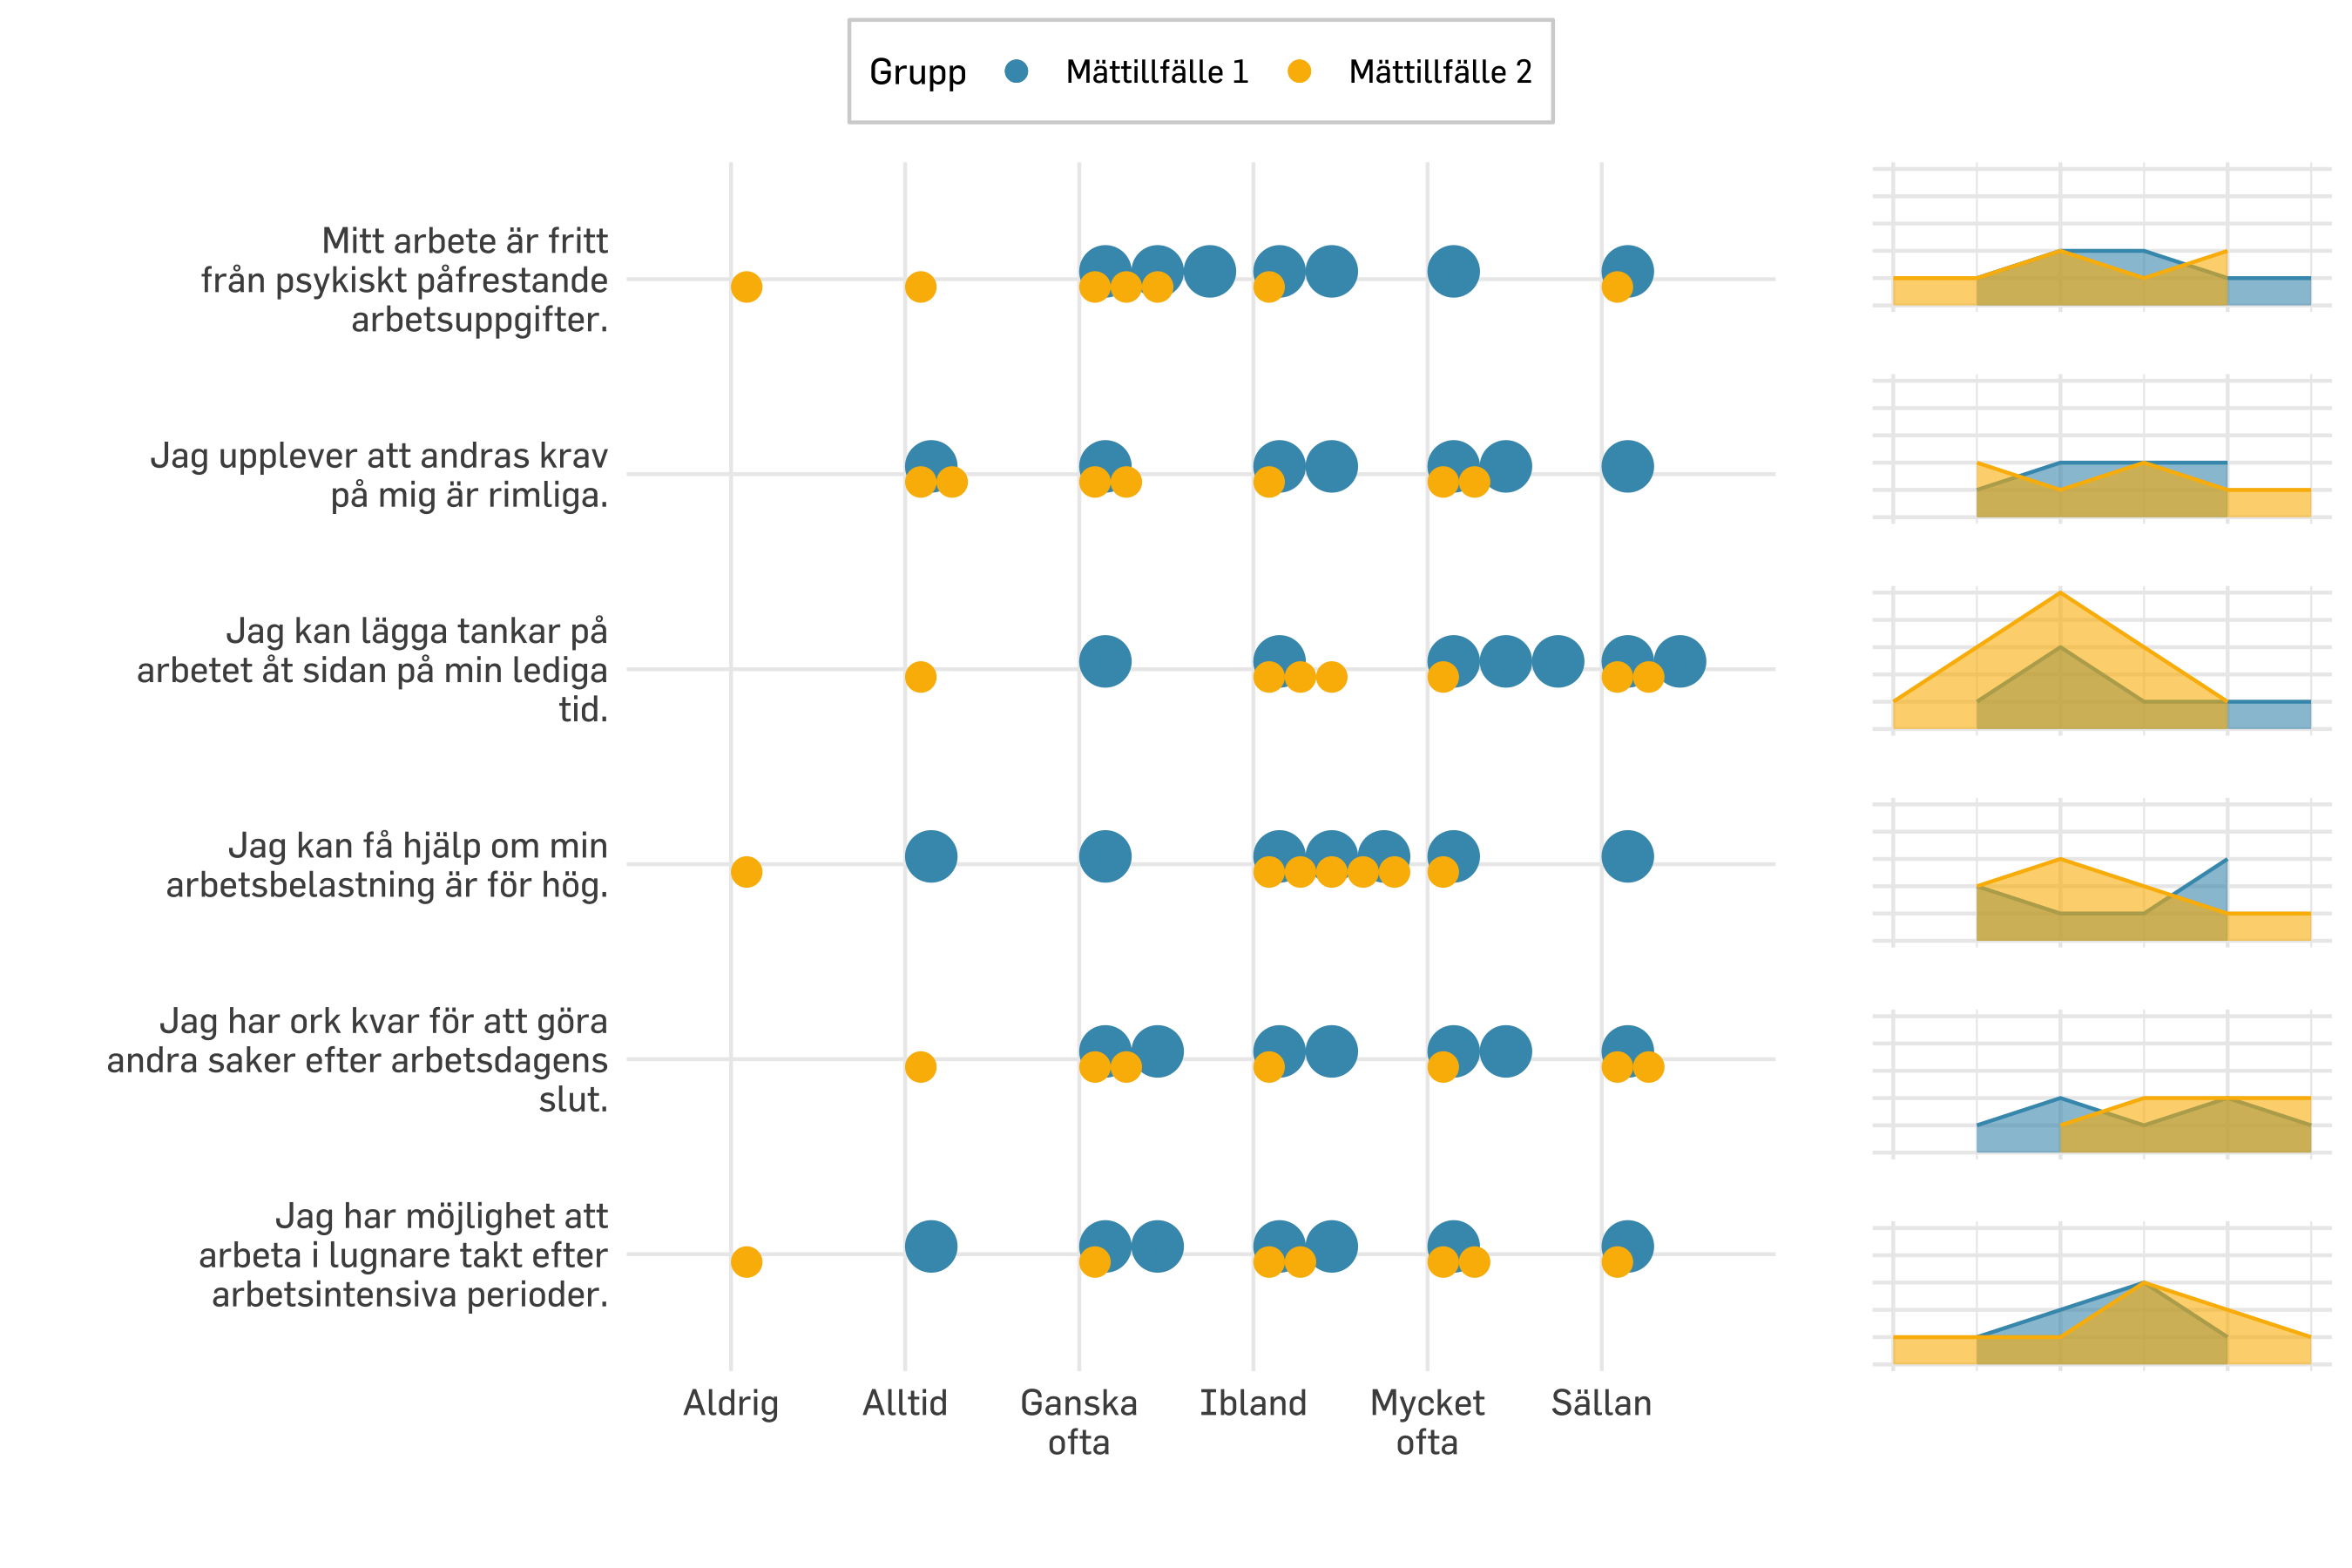 Grupp Mättillfälle 1 Mättillfälle 2
Mitt arbete är fritt
från psykiskt påfrestande
arbetsuppgifter.
Jag upplever att andras krav
på mig är rimliga.
Jag kan lägga tankar på
arbetet åt sidan på min lediga
tid.
Jag kan få hjälp om min
arbetsbelastning är för hög.
Jag har ork kvar för att göra
andra saker efter arbetsdagens
slut.
Jag har möjlighet att
arbeta i lugnare takt efter
arbetsintensiva perioder.
Aldrig Alltid Ganska Ibland Mycket Sällan
ofta ofta